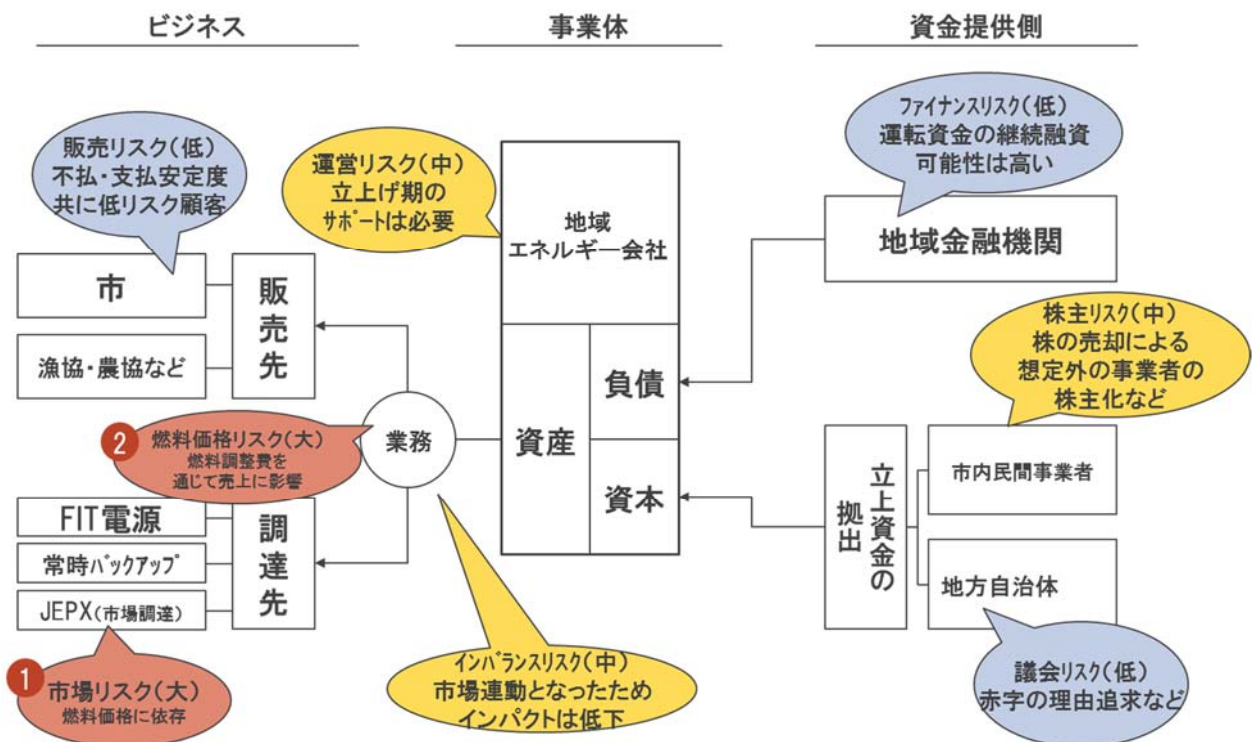 ビジネス
事業体
資金提供側
販売リスク(低)
不払・支払安定度
共に低リスク顧客
運営リスク(中)
立上げ期の
ｻﾎﾟｰﾄは必要
ﾌｧｲﾅﾝｽﾘｽｸ(低)
運転資金の継続融資
可能性は高い
市
漁協・農協など
販売先
地域
エネルギー会社
地域金融機関
株主リスク(中)
株の売却による
想定外の事業者の
株主化など
2
燃料価格リスク(大)
燃料調整費を
通じて売上に影響
業務
資産
負債
資本
立上資金の
拠出
市内民間事業者
地方自治体
FIT電源
常時ﾊﾞｯｸｱｯﾌﾟ
JEPX(市場調達)
調達先
1
市場リスク(大)
燃料価格に依存
ｲﾝﾊﾞﾗﾝｽﾘｽｸ(中)
市場連動となったため
インパクトは低下
議会リスク(低)
赤字の理由追求など